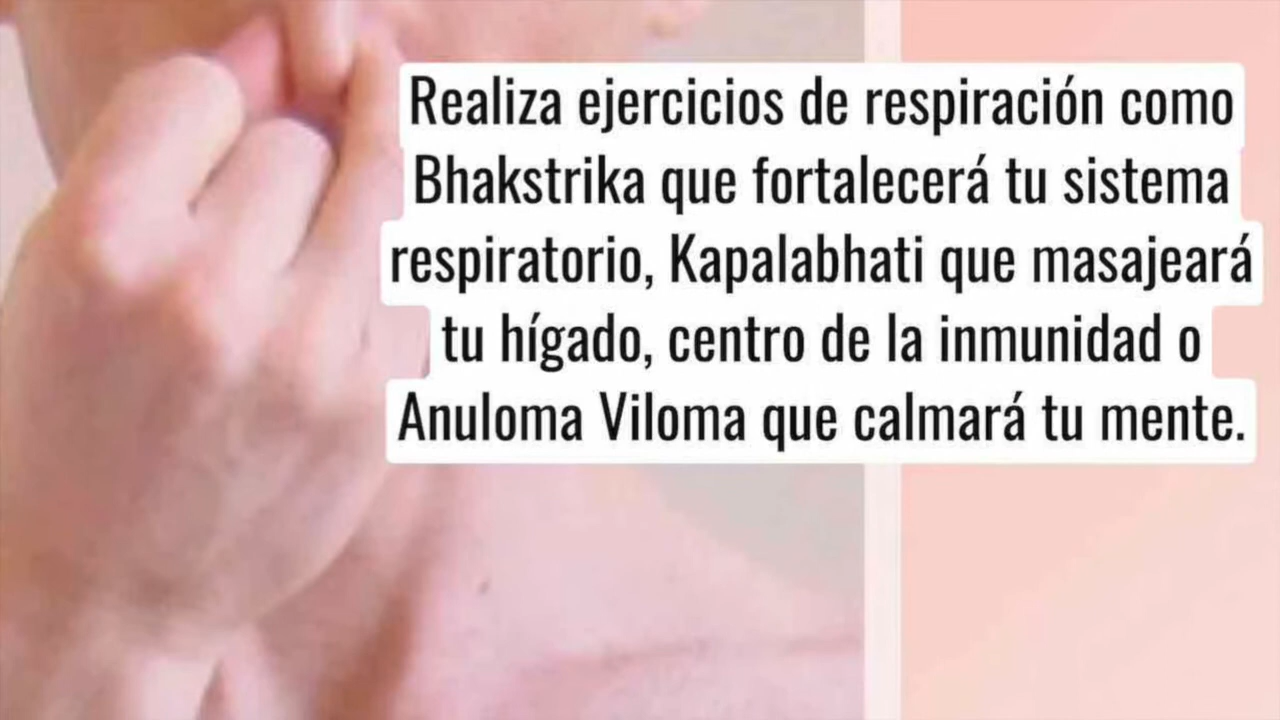 Realiza ejercicios de respiración como
Bhakstrika que fortalecerá tu sistema
respiratorio, Kapalabhati que masajeará
tu hígado, centro de la inmunidad o
Anuloma Viloma que calmará tu mente.